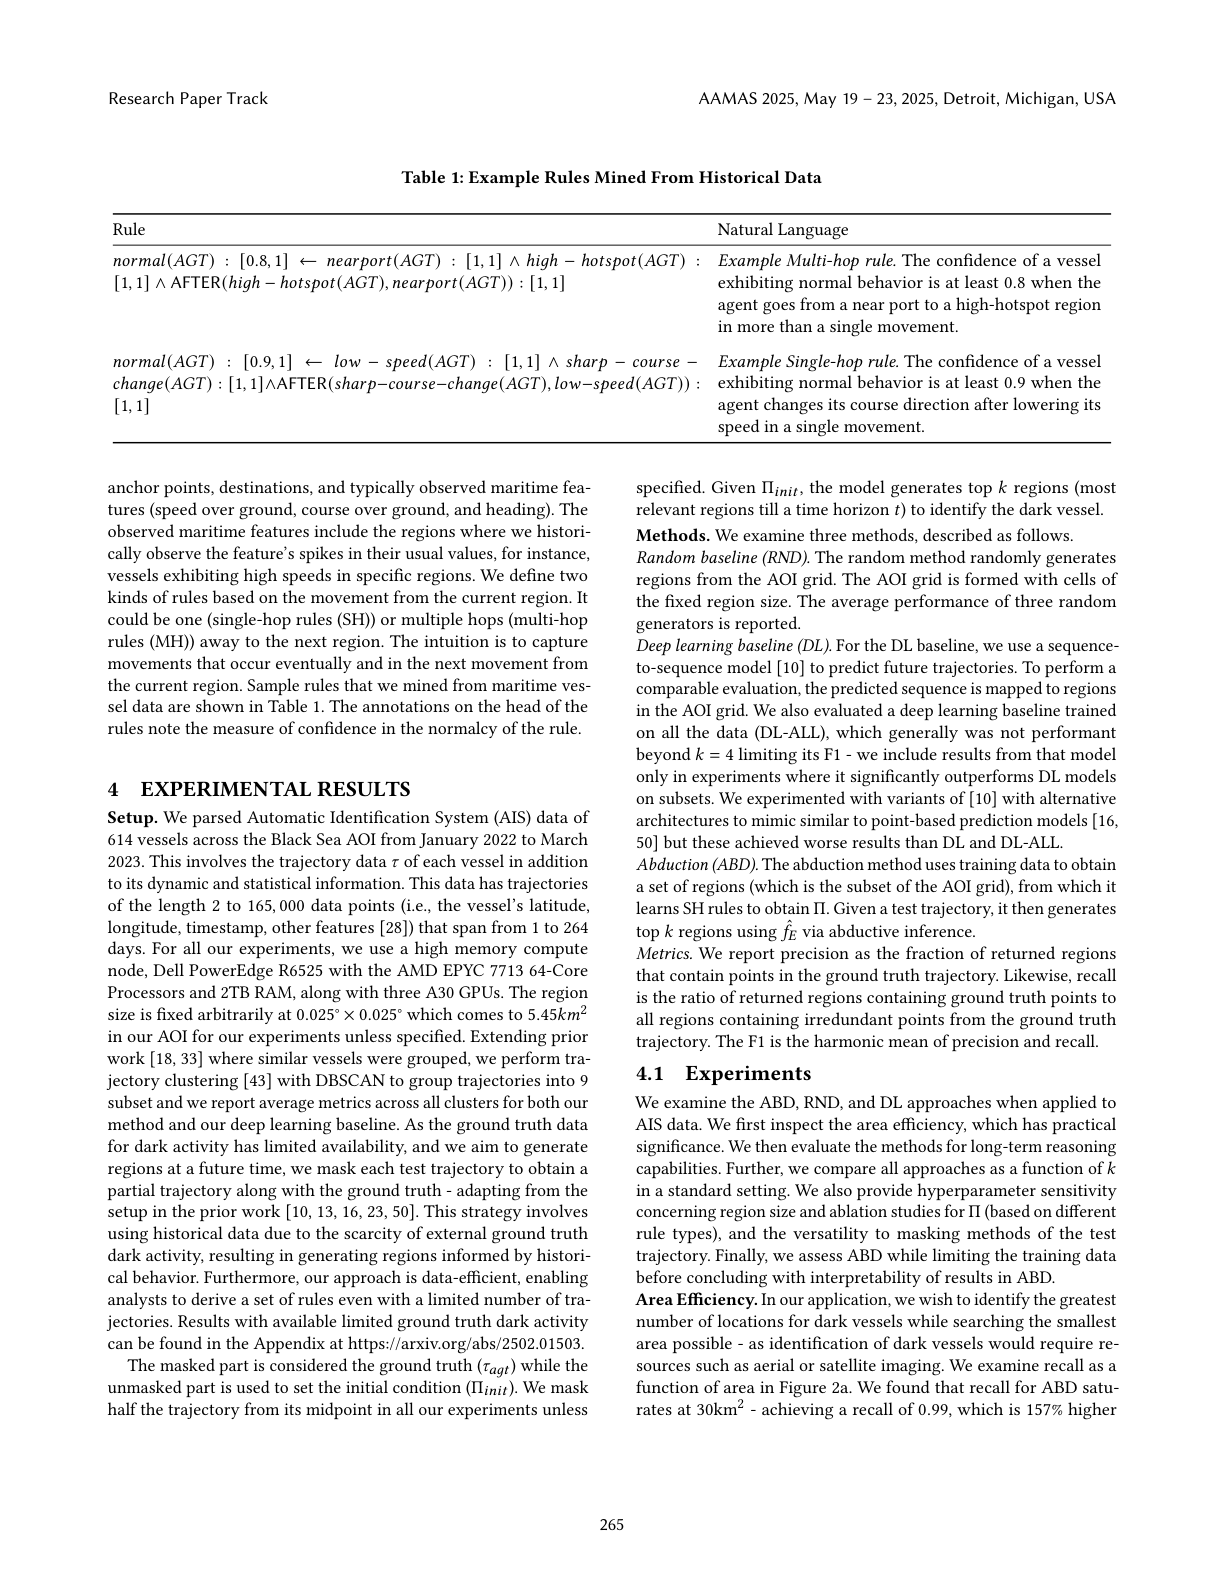 Research Paper Track
AAMAS 2025, May 19 – 23, 2025, Detroit, Michigan, USA
Table 1: Example Rules Mined From Historical Data
Rule
Natural Language
normal(AGT) : [0.8, 1] ← nearport(AGT) : [1, 1] ∧ high − hotspot(AGT) :
[1, 1] ∧ AFTER(high − hotspot(AGT), nearport(AGT)) : [1, 1]
Example Multi-hop rule. The confidence of a vessel
exhibiting normal behavior is at least 0.8 when the
agent goes from a near port to a high-hotspot region
in more than a single movement.
normal(AGT) : [0.9, 1] ← low − speed(AGT) : [1, 1] ∧ sharp − course −
change(AGT) : [1, 1]∧AFTER(sharp−course−change(AGT), low−speed(AGT)) :
[1, 1]
Example Single-hop rule. The confidence of a vessel
exhibiting normal behavior is at least 0.9 when the
agent changes its course direction after lowering its
speed in a single movement.
anchor points, destinations, and typically observed maritime fea-
tures (speed over ground, course over ground, and heading). The
observed maritime features include the regions where we histori-
cally observe the feature's spikes in their usual values, for instance,
vessels exhibiting high speeds in specific regions. We define two
kinds of rules based on the movement from the current region. It
could be one (single-hop rules (SH)) or multiple hops (multi-hop
rules (MH)) away to the next region. The intuition is to capture
movements that occur eventually and in the next movement from
the current region. Sample rules that we mined from maritime ves-
sel data are shown in Table 1. The annotations on the head of the
rules note the measure of confidence in the normalcy of the rule.
4 EXPERIMENTAL RESULTS
Setup. We parsed Automatic Identification System (AIS) data of
614 vessels across the Black Sea AOI from January 2022 to March
2023. This involves the trajectory data τ of each vessel in addition
to its dynamic and statistical information. This data has trajectories
of the length 2 to 165, 000 data points (i.e., the vessel's latitude,
longitude, timestamp, other features [28]) that span from 1 to 264
days. For all our experiments, we use a high memory compute
node, Dell PowerEdge R6525 with the AMD EPYC 7713 64-Core
Processors and 2TB RAM, along with three A30 GPUs. The region
size is fixed arbitrarily at 0.025° × 0.025° which comes to 5.45km²
in our AOI for our experiments unless specified. Extending prior
work [18, 33] where similar vessels were grouped, we perform tra-
jectory clustering [43] with DBSCAN to group trajectories into 9
subset and we report average metrics across all clusters for both our
method and our deep learning baseline. As the ground truth data
for dark activity has limited availability, and we aim to generate
regions at a future time, we mask each test trajectory to obtain a
partial trajectory along with the ground truth - adapting from the
setup in the prior work [10, 13, 16, 23, 50]. This strategy involves
using historical data due to the scarcity of external ground truth
dark activity, resulting in generating regions informed by histori-
cal behavior. Furthermore, our approach is data-efficient, enabling
analysts to derive a set of rules even with a limited number of tra-
jectories. Results with available limited ground truth dark activity
can be found in the Appendix at https://arxiv.org/abs/2502.01503.
The masked part is considered the ground truth (τ_agt) while the
unmasked part is used to set the initial condition (Π_init). We mask
half the trajectory from its midpoint in all our experiments unless
specified. Given Π_init, the model generates top k regions (most
relevant regions till a time horizon t) to identify the dark vessel.
Methods. We examine three methods, described as follows.
Random baseline (RND). The random method randomly generates
regions from the AOI grid. The AOI grid is formed with cells of
the fixed region size. The average performance of three random
generators is reported.
Deep learning baseline (DL). For the DL baseline, we use a sequence-
to-sequence model [10] to predict future trajectories. To perform a
comparable evaluation, the predicted sequence is mapped to regions
in the AOI grid. We also evaluated a deep learning baseline trained
on all the data (DL-ALL), which generally was not performant
beyond k = 4 limiting its F1 - we include results from that model
only in experiments where it significantly outperforms DL models
on subsets. We experimented with variants of [10] with alternative
architectures to mimic similar to point-based prediction models [16,
50] but these achieved worse results than DL and DL-ALL.
Abduction (ABD). The abduction method uses training data to obtain
a set of regions (which is the subset of the AOI grid), from which it
learns SH rules to obtain Π. Given a test trajectory, it then generates
top k regions using f̂_E via abductive inference.
Metrics. We report precision as the fraction of returned regions
that contain points in the ground truth trajectory. Likewise, recall
is the ratio of returned regions containing ground truth points to
all regions containing irredundant points from the ground truth
trajectory. The F1 is the harmonic mean of precision and recall.
4.1 Experiments
We examine the ABD, RND, and DL approaches when applied to
AIS data. We first inspect the area efficiency, which has practical
significance. We then evaluate the methods for long-term reasoning
capabilities. Further, we compare all approaches as a function of k
in a standard setting. We also provide hyperparameter sensitivity
concerning region size and ablation studies for Π (based on different
rule types), and the versatility to masking methods of the test
trajectory. Finally, we assess ABD while limiting the training data
before concluding with interpretability of results in ABD.
Area Efficiency. In our application, we wish to identify the greatest
number of locations for dark vessels while searching the smallest
area possible - as identification of dark vessels would require re-
sources such as aerial or satellite imaging. We examine recall as a
function of area in Figure 2a. We found that recall for ABD satu-
rates at 30km² - achieving a recall of 0.99, which is 157% higher
265